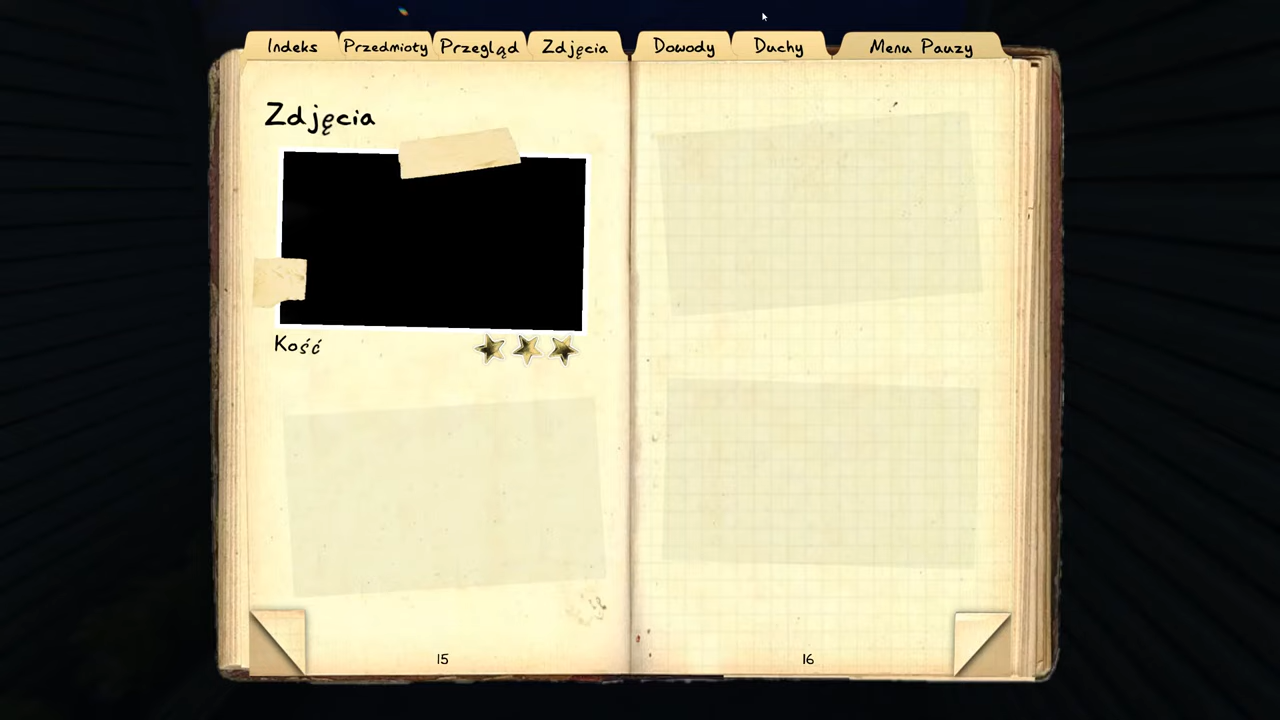 Indeks Przedmioty Przegląd Zdjęcia Dowody Duchy Menu Pauzy
Zdjęcia
Kość
15
16